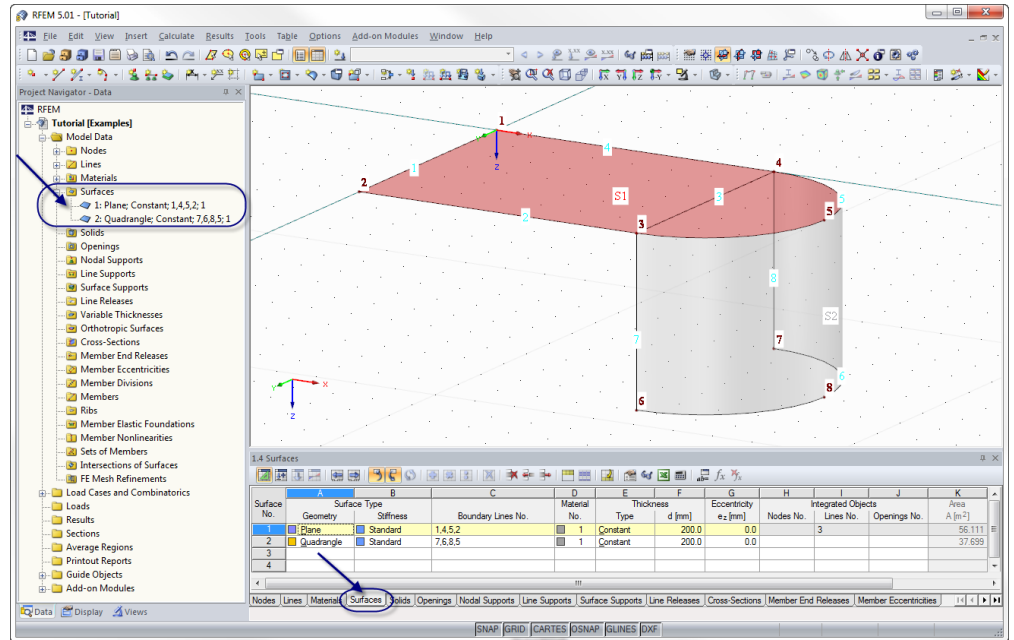 RFEM 5.01 - [Tutorial]
File Edit View Insert Calculate Results Tools Table Options Add-on Modules Window Help
Project Navigator - Data
RFEM
Tutorial [Examples]
Model Data
Nodes
Lines
Materials
Surfaces
1: Plane; Constant; 1,4,5,2; 1
2: Quadrangle; Constant; 7,6,8,5; 1
Solids
Openings
Nodal Supports
Line Supports
Surface Supports
Line Releases
Variable Thicknesses
Orthotropic Surfaces
Cross-Sections
Member End Releases
Member Eccentricities
Member Divisions
Members
Ribs
Member Elastic Foundations
Member Nonlinearities
Sets of Members
Intersections of Surfaces
FE Mesh Refinements
Load Cases and Combinatorics
Loads
Results
Sections
Average Regions
Printout Reports
Guide Objects
Add-on Modules
Data Display Views
1
Y X
Z
4
4
1
2
S1
3
5
5
2
3
8
S2
7
7
6
8
6
Y X
Z
1.4 Surfaces
A B C D E F G H I J K
Surface Surface Type Material Thickness Eccentricity Integrated Objects Area
No. Geometry Stiffness Boundary Lines No. No. Type d [mm] ez [mm] Nodes No. Lines No. Openings No. A [m2]
1 Plane Standard 1,4,5,2 1 Constant 200.0 0.0 3 56.111
2 Quadrangle Standard 7,6,8,5 1 Constant 200.0 0.0 37.699
3
4
Nodes Lines Materials Surfaces Solids Openings Nodal Supports Line Supports Surface Supports Line Releases Cross-Sections Member End Releases Member Eccentricities
SNAP GRID CARTES OSNAP GLINES DXF